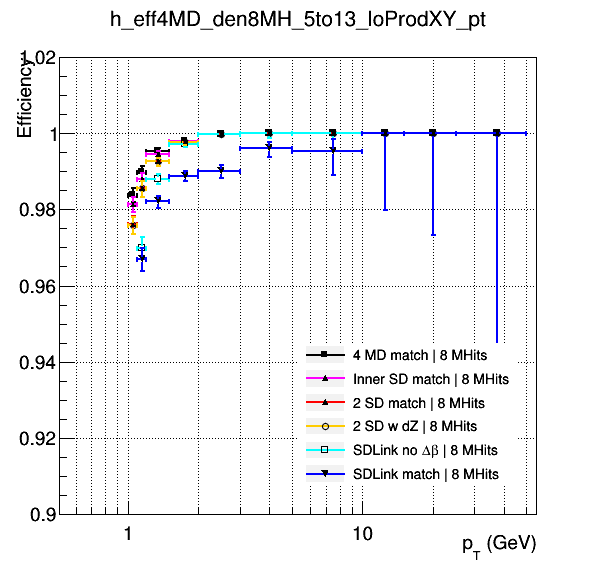 h_eff4MD_den8MH_5to13_loProdXY_pt
Efficiency
1.02
1
0.98
0.96
0.94
0.92
0.9
4 MD match | 8 MHits
Inner SD match | 8 MHits
2 SD match | 8 MHits
2 SD w dZ | 8 MHits
SDLink no Δβ | 8 MHits
SDLink match | 8 MHits
1
10
p_T (GeV)